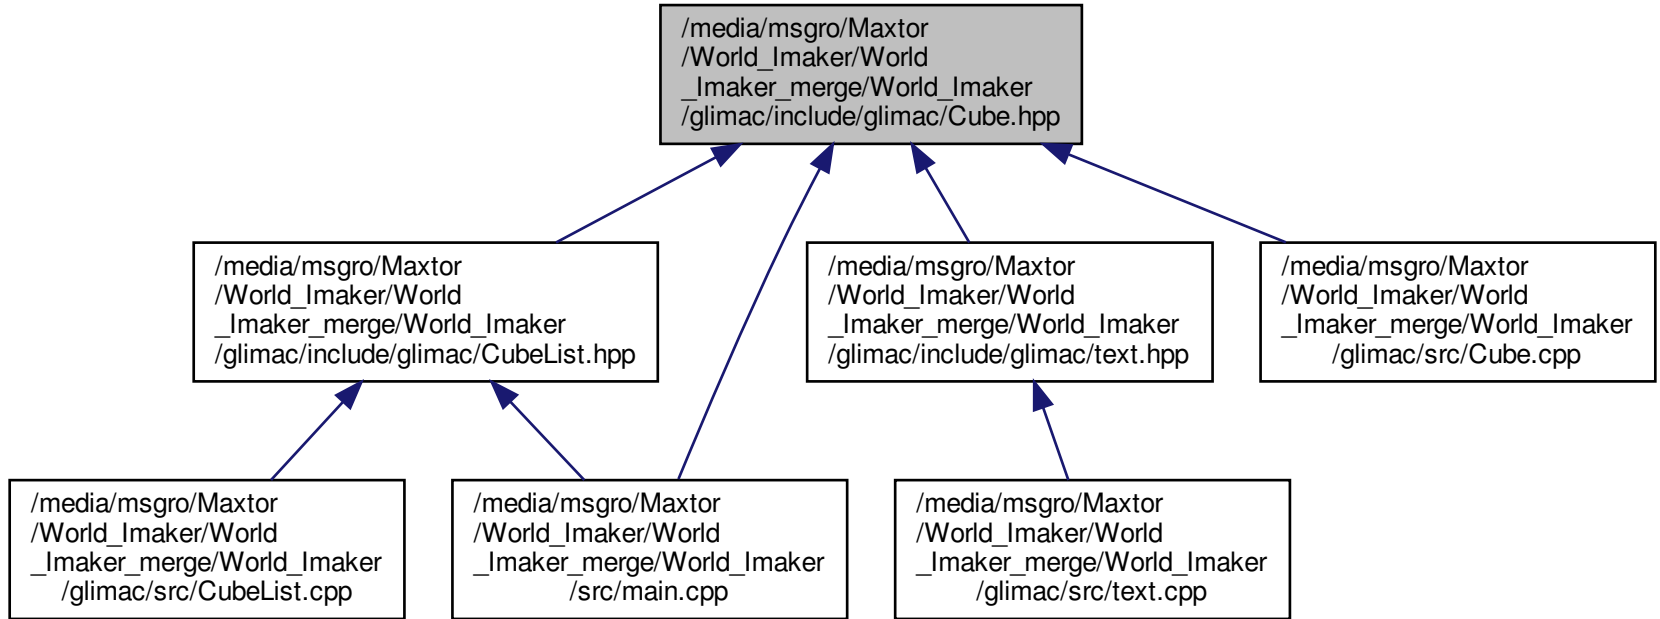 /media/msgro/Maxtor
/World_Imaker/World
_Imaker_merge/World_Imaker
/glimac/include/glimac/Cube.hpp
/media/msgro/Maxtor
/World_Imaker/World
_Imaker_merge/World_Imaker
/glimac/include/glimac/CubeList.hpp
/media/msgro/Maxtor
/World_Imaker/World
_Imaker_merge/World_Imaker
/glimac/include/glimac/text.hpp
/media/msgro/Maxtor
/World_Imaker/World
_Imaker_merge/World_Imaker
/glimac/src/Cube.cpp
/media/msgro/Maxtor
/World_Imaker/World
_Imaker_merge/World_Imaker
/glimac/src/CubeList.cpp
/media/msgro/Maxtor
/World_Imaker/World
_Imaker_merge/World_Imaker
/src/main.cpp
/media/msgro/Maxtor
/World_Imaker/World
_Imaker_merge/World_Imaker
/glimac/src/text.cpp